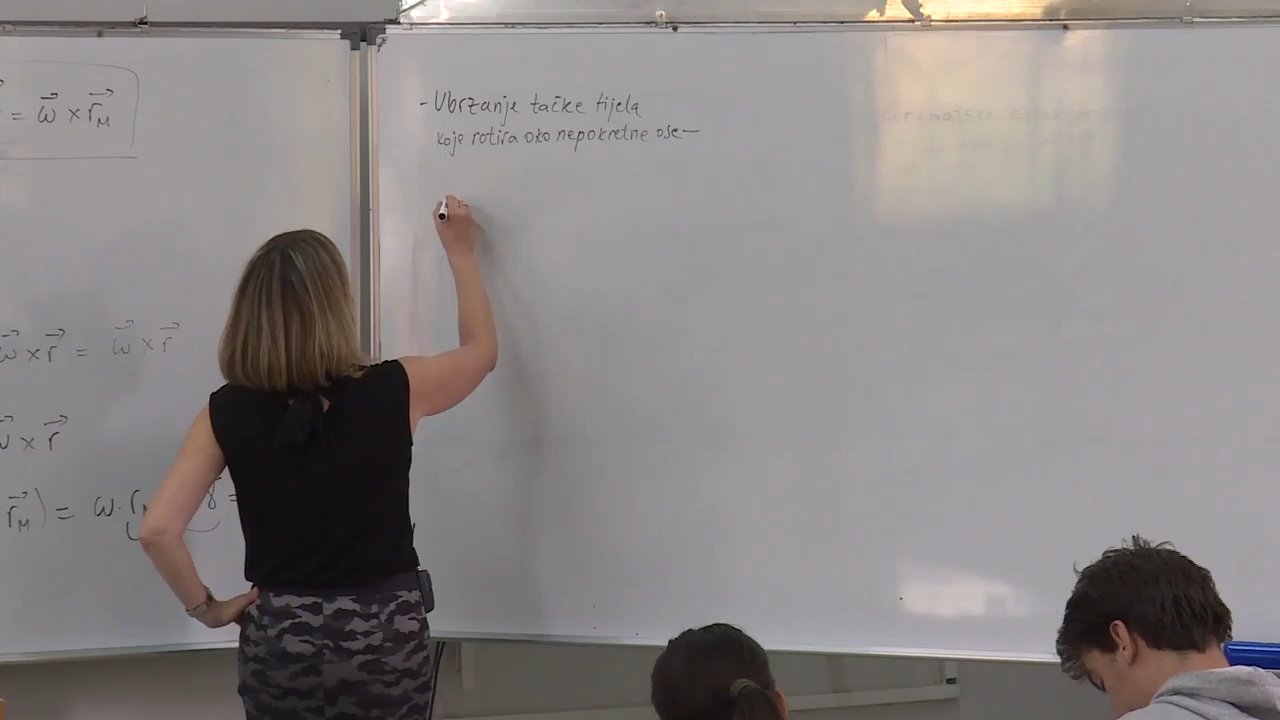 = ω⃗ × r⃗_M
ω⃗ × r⃗ = ω⃗ × r⃗
ω⃗ × r⃗
r⃗_M) = ω · r
- Ubrzanje tačke tijela
koje rotira oko nepokretne ose -